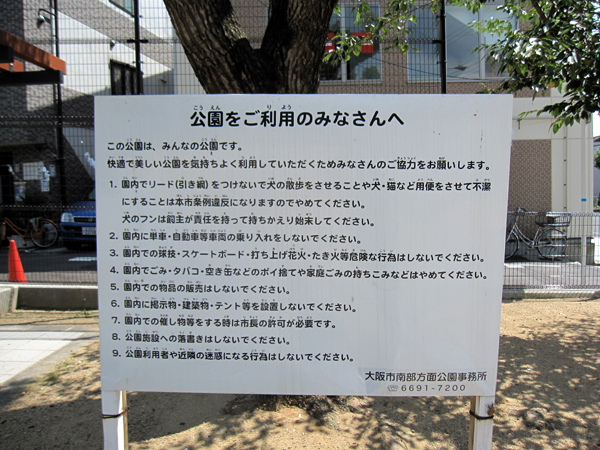 公園をご利用のみなさんへ
この公園は、みんなの公園です。
快適で美しい公園を気持ちよく利用していただくためみなさんのご協力をお願いします。
1. 園内でリード(引き綱)をつけないで犬の散歩をさせることや犬・猫など用便をさせて不潔
にすることは本市条例違反になりますのでやめてください。
犬のフンは飼主が責任を持って持ちかえり始末してください。
2. 園内に単車・自動車等車両の乗り入れをしないでください。
3. 園内での球技・スケートボード・打ち上げ花火・たき火等危険な行為はしないでください。
4. 園内でごみ・タバコ・空き缶などのポイ捨てや家庭ごみの持ちこみなどはやめてください。
5. 園内での物品の販売はしないでください。
6. 園内に掲示物・建築物・テント等を設置しないでください。
7. 園内での催し物等をする時は市長の許可が必要です。
8. 公園施設への落書きはしないでください。
9. 公園利用者や近隣の迷惑になる行為はしないでください。
大阪市南部方面公園事務所
☎6691-7200